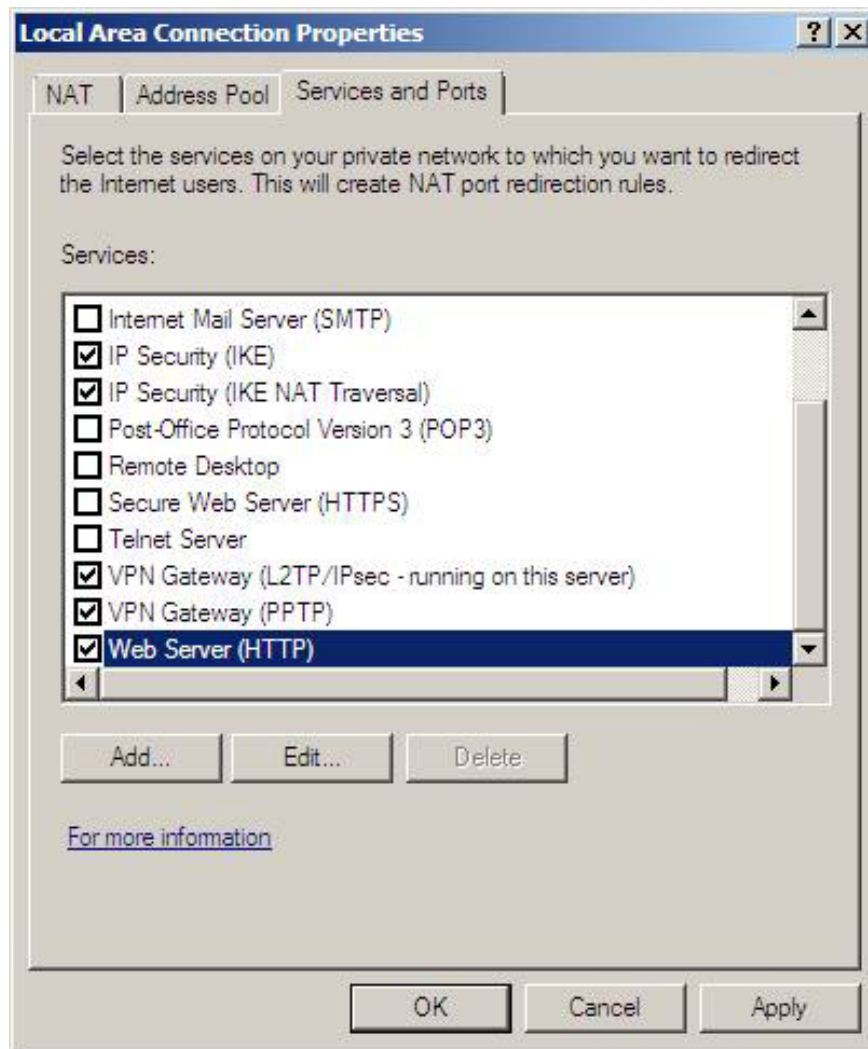 Local Area Connection Properties
NAT
Address Pool
Services and Ports
Select the services on your private network to which you want to redirect
the Internet users. This will create NAT port redirection rules.
Services:
Internet Mail Server (SMTP)
IP Security (IKE)
IP Security (IKE NAT Traversal)
Post-Office Protocol Version 3 (POP3)
Remote Desktop
Secure Web Server (HTTPS)
Telnet Server
VPN Gateway (L2TP/IPsec - running on this server)
VPN Gateway (PPTP)
Web Server (HTTP)
Add...
Edit...
Delete
For more information
OK
Cancel
Apply